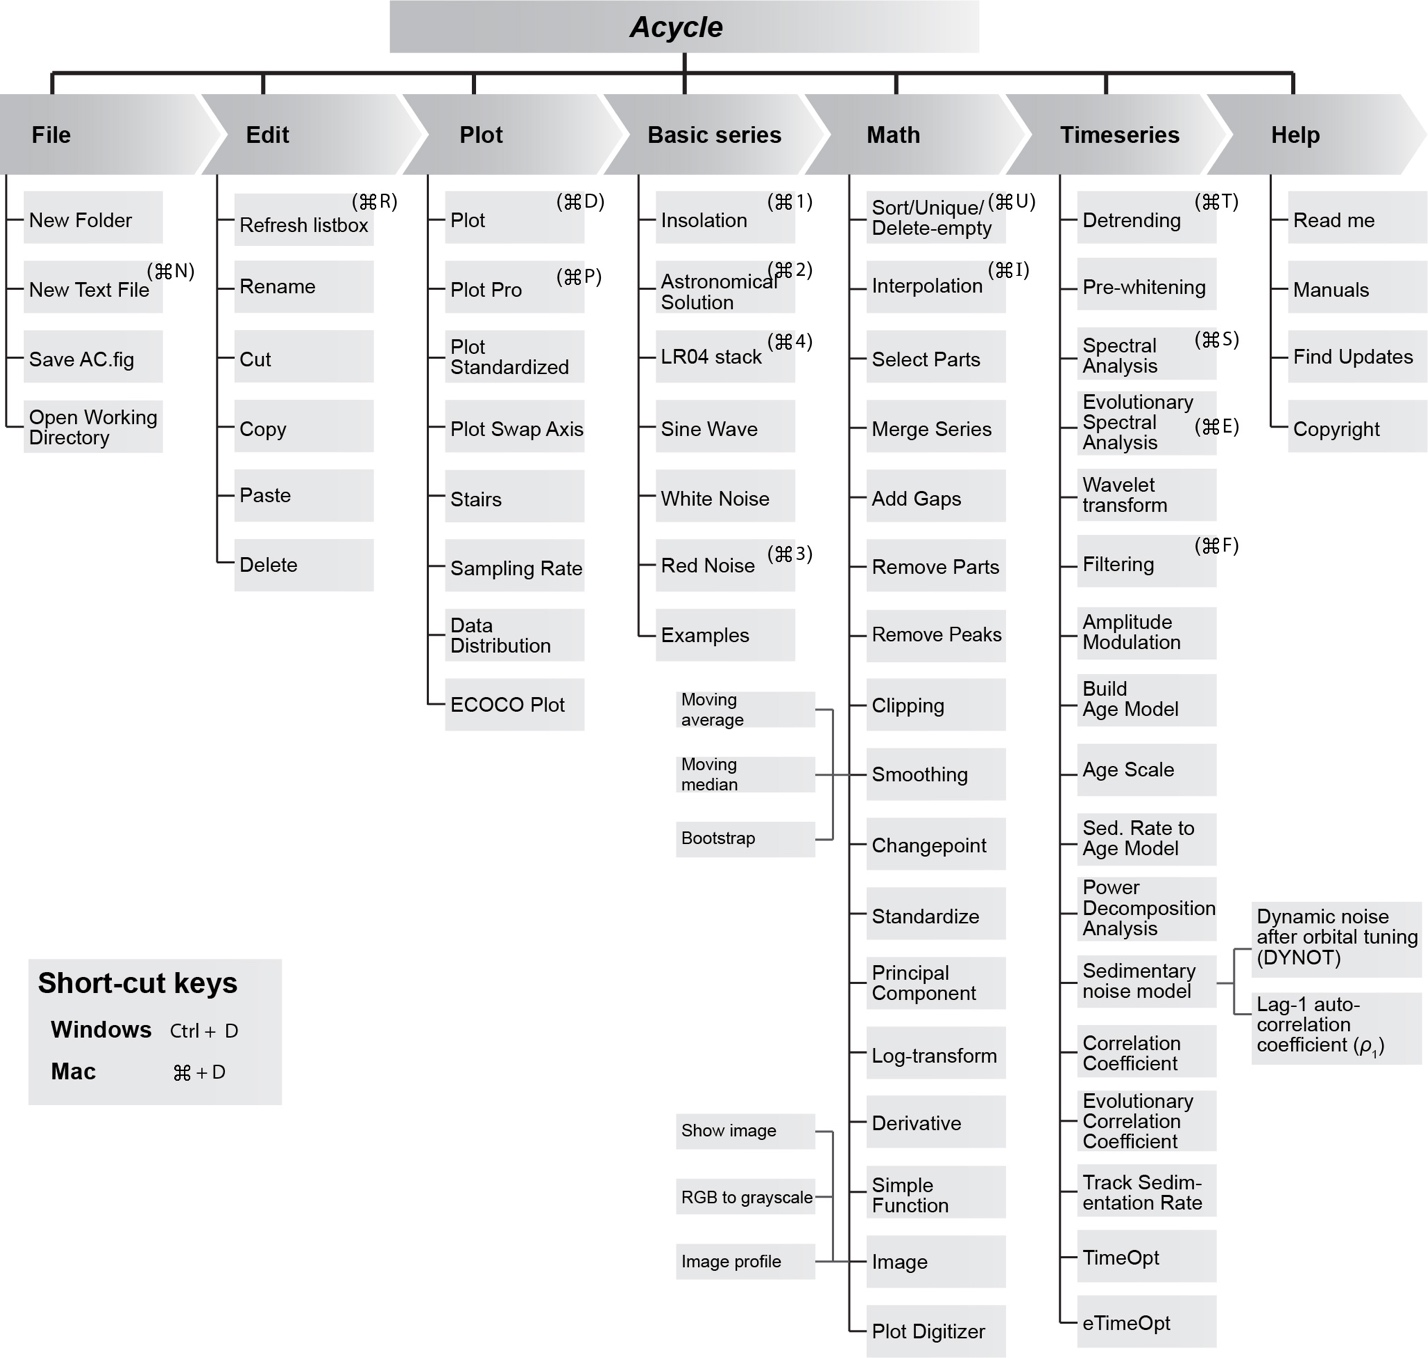 Acycle
File
Edit
Plot
Basic series
Math
Timeseries
Help
New Folder
(⌘N)
New Text File
Save AC.fig
Open Working
Directory
(⌘R)
Refresh listbox
Rename
Cut
Copy
Paste
Delete
(⌘D)
Plot
(⌘P)
Plot Pro
Plot
Standardized
Plot Swap Axis
Stairs
Sampling Rate
Data
Distribution
ECOCO Plot
(⌘1)
Insolation
(⌘2)
Astronomical
Solution
(⌘4)
LR04 stack
Sine Wave
White Noise
(⌘3)
Red Noise
Examples
Sort/Unique/ (⌘U)
Delete-empty
(⌘I)
Interpolation
Select Parts
Merge Series
Add Gaps
Remove Parts
Remove Peaks
Clipping
Smoothing
Moving
average
Moving
median
Bootstrap
Changepoint
Standardize
Principal
Component
Log-transform
Derivative
Simple
Function
Image
Show image
RGB to grayscale
Image profile
Plot Digitizer
(⌘T)
Detrending
Pre-whitening
Spectral (⌘S)
Analysis
Evolutionary
Spectral (⌘E)
Analysis
Wavelet
transform
(⌘F)
Filtering
Amplitude
Modulation
Build
Age Model
Age Scale
Sed. Rate to
Age Model
Power
Decomposition
Analysis
Sedimentary
noise model
Dynamic noise
after orbital tuning
(DYNOT)
Lag-1 auto-
correlation
coefficient (ρ1)
Correlation
Coefficient
Evolutionary
Correlation
Coefficient
Track Sedim-
entation Rate
TimeOpt
eTimeOpt
Read me
Manuals
Find Updates
Copyright
Short-cut keys
Windows Ctrl + D
Mac ⌘ + D